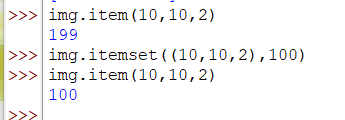 >>> img.item(10,10,2)
199
>>> img.itemset((10,10,2),100)
>>> img.item(10,10,2)
100
>>>